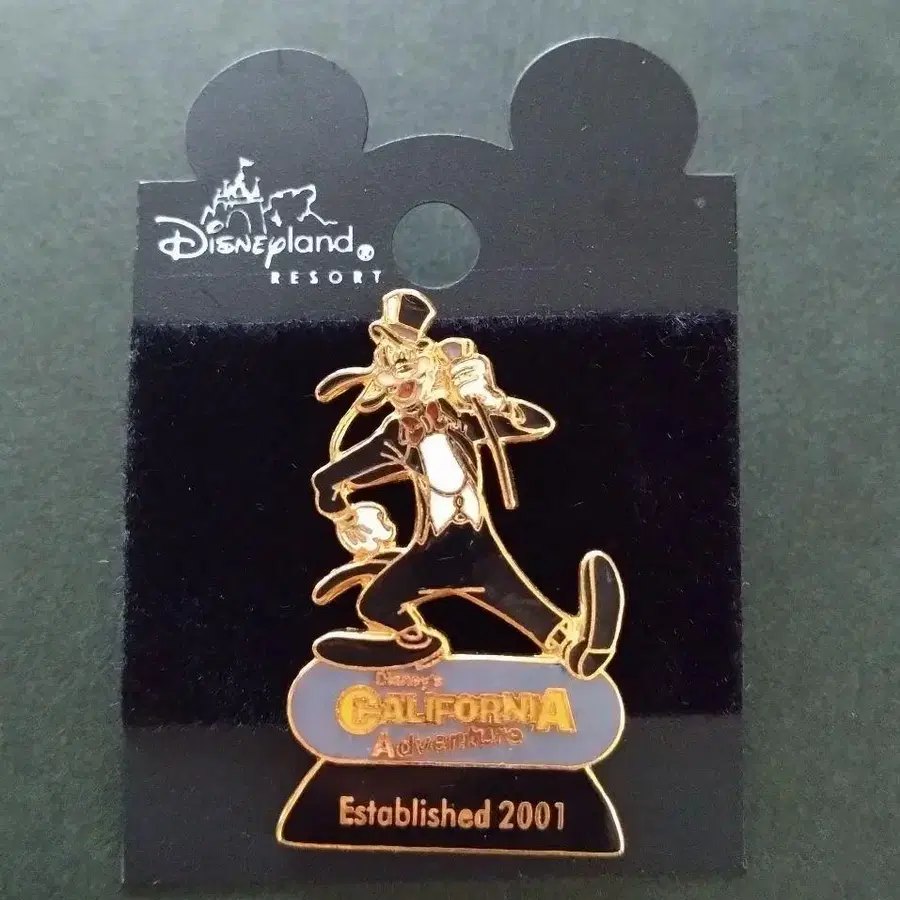 Disneyland®
RESORT
Disney's
CALIFORNIA
Adventure
Established 2001